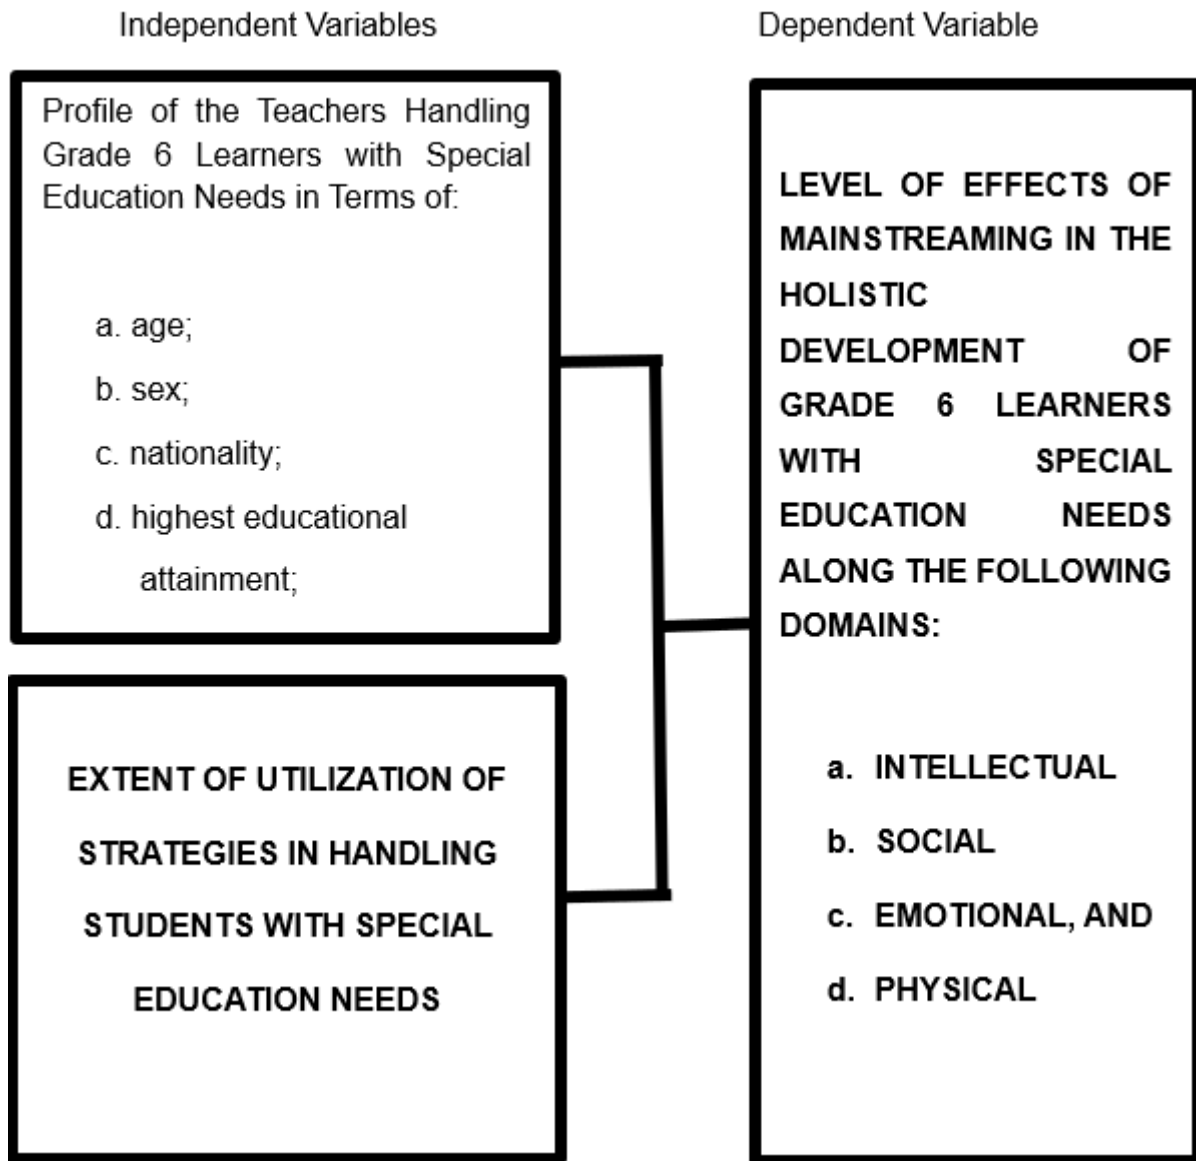 Independent Variables
Dependent Variable
Profile of the Teachers Handling
Grade 6 Learners with Special
Education Needs in Terms of:
a. age;
b. sex;
c. nationality;
d. highest educational
attainment;
EXTENT OF UTILIZATION OF
STRATEGIES IN HANDLING
STUDENTS WITH SPECIAL
EDUCATION NEEDS
LEVEL OF EFFECTS OF
MAINSTREAMING IN THE
HOLISTIC
DEVELOPMENT OF
GRADE 6 LEARNERS
WITH SPECIAL
EDUCATION NEEDS
ALONG THE FOLLOWING
DOMAINS:
a. INTELLECTUAL
b. SOCIAL
c. EMOTIONAL, AND
d. PHYSICAL